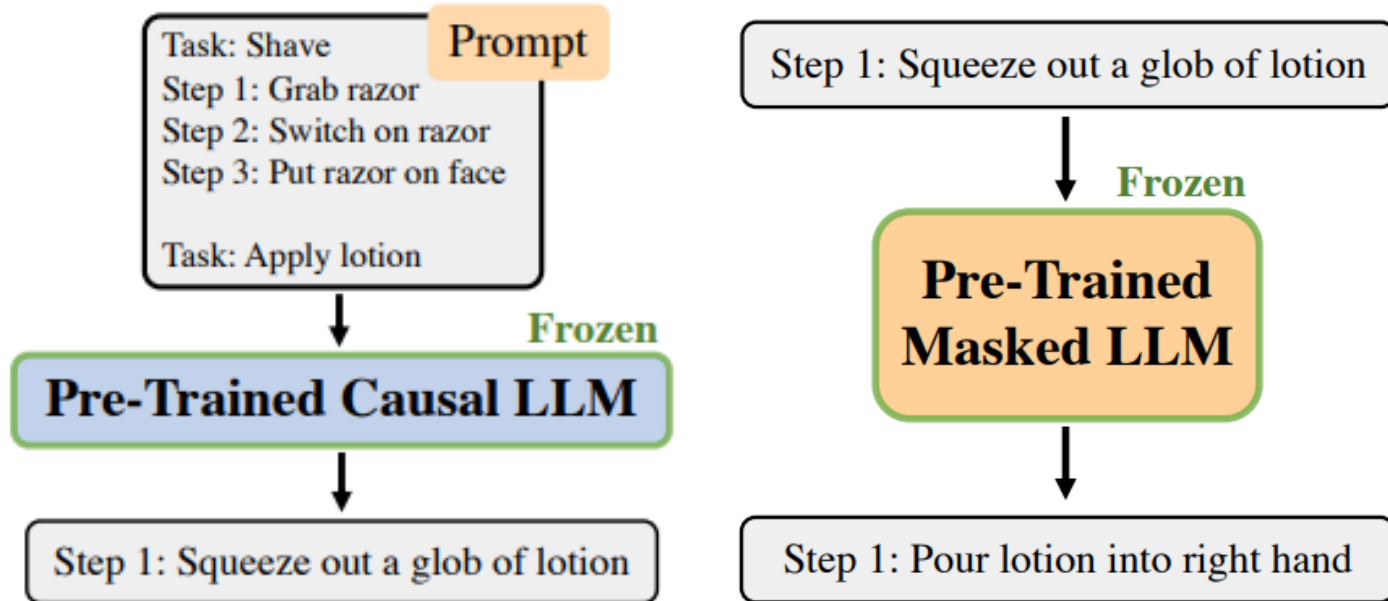 Task: Shave
Prompt
Step 1: Grab razor
Step 2: Switch on razor
Step 3: Put razor on face
Task: Apply lotion
Frozen
Pre-Trained Causal LLM
Step 1: Squeeze out a glob of lotion
Step 1: Squeeze out a glob of lotion
Frozen
Pre-Trained
Masked LLM
Step 1: Pour lotion into right hand